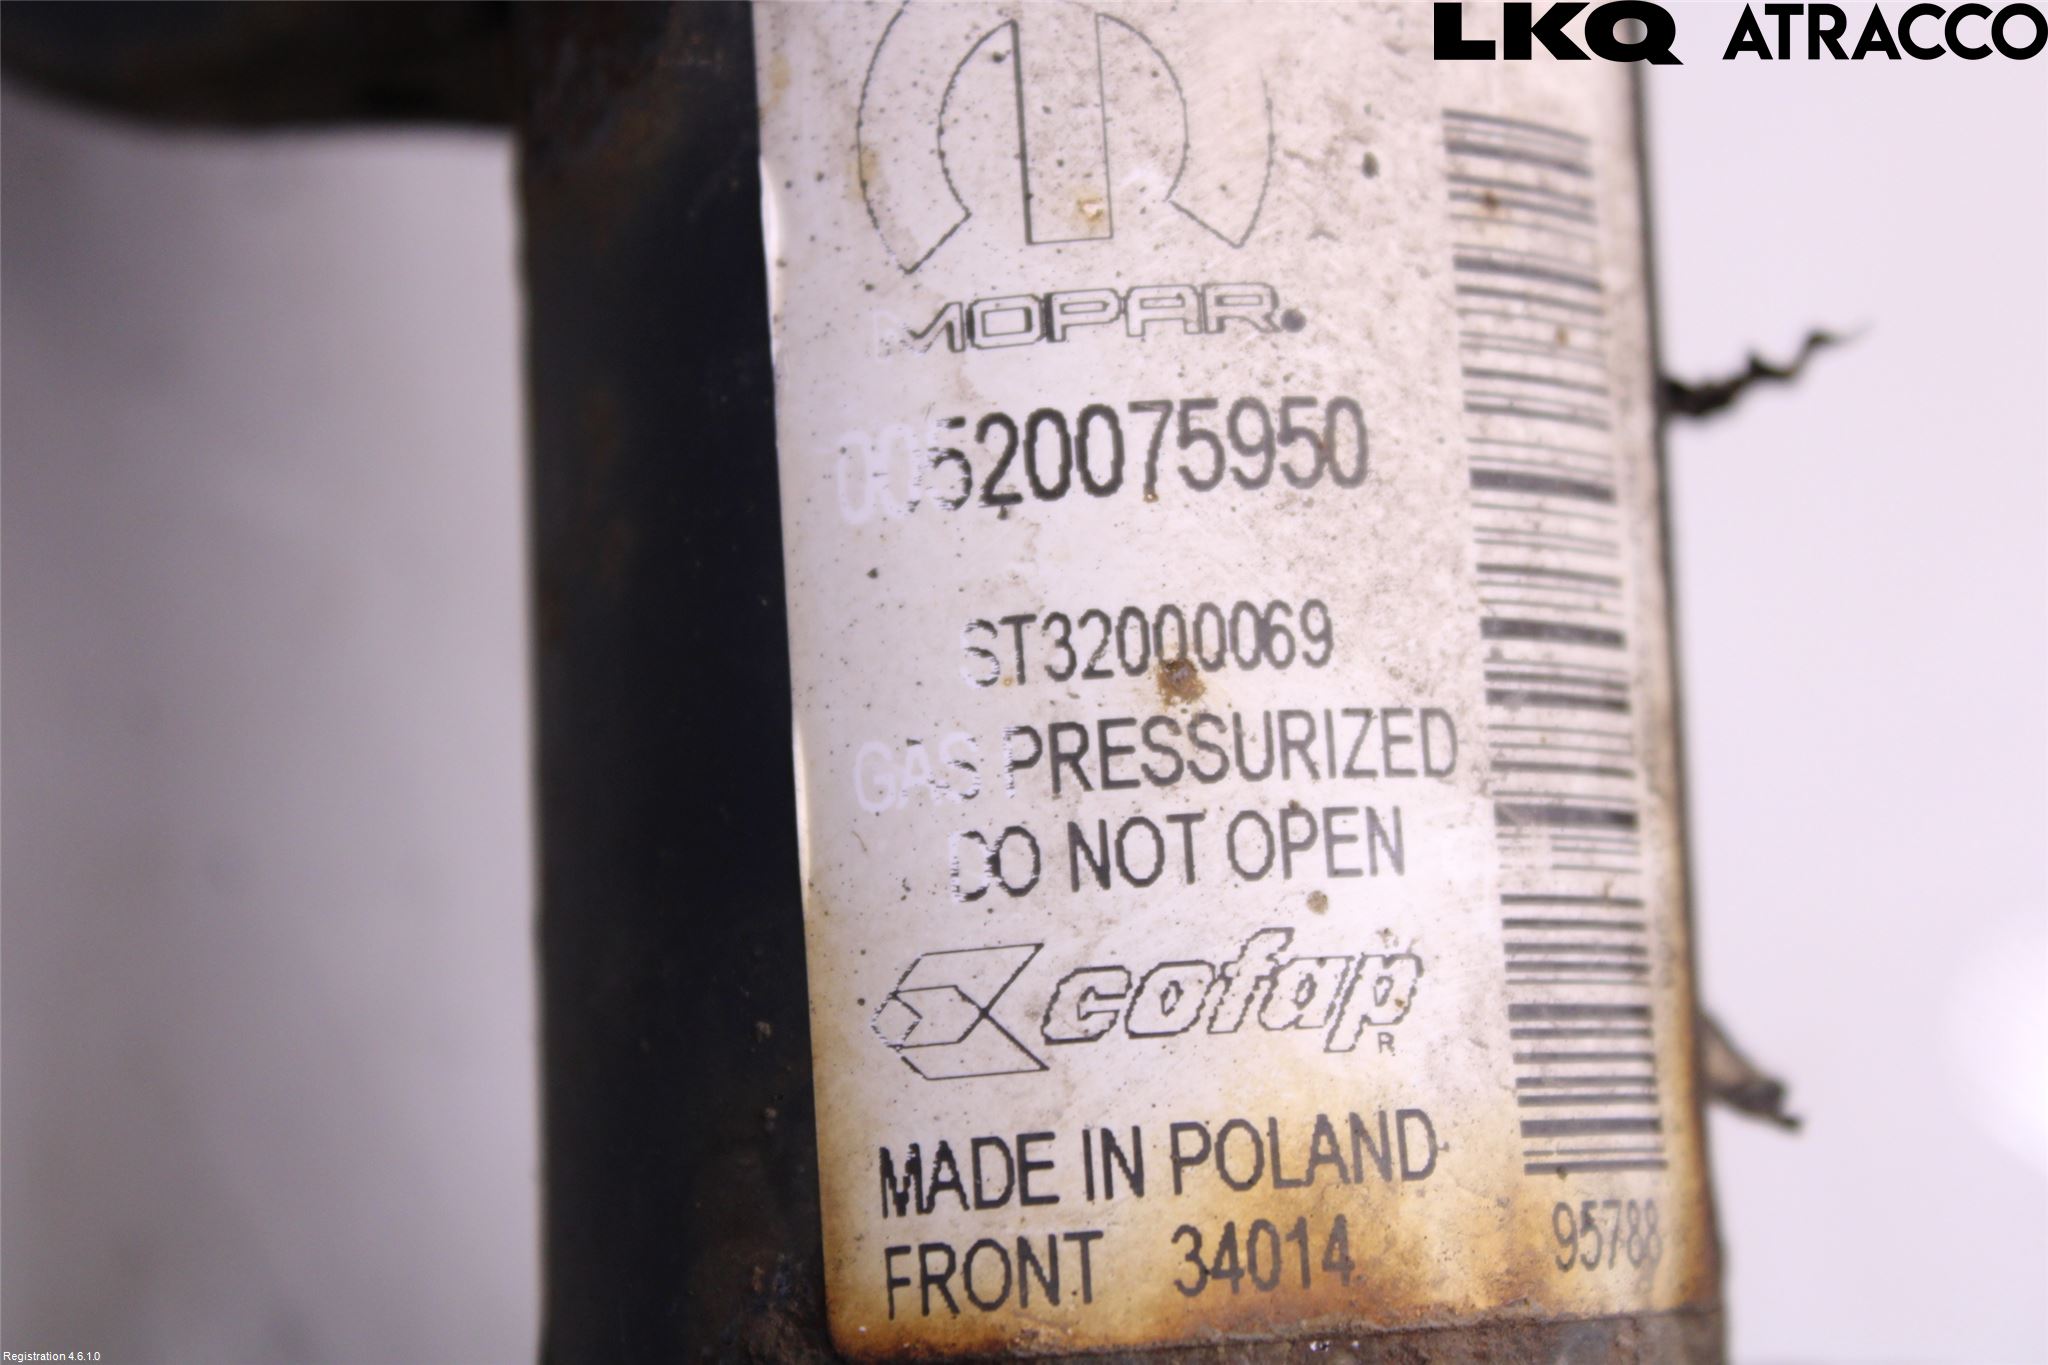 LKQ ATRACCO
MOPAR.
00520075950
ST32000069
GAS PRESSURIZED
DO NOT OPEN
cofap
R
MADE IN POLAND
FRONT 34014
95788
Registration 4.6.1.0